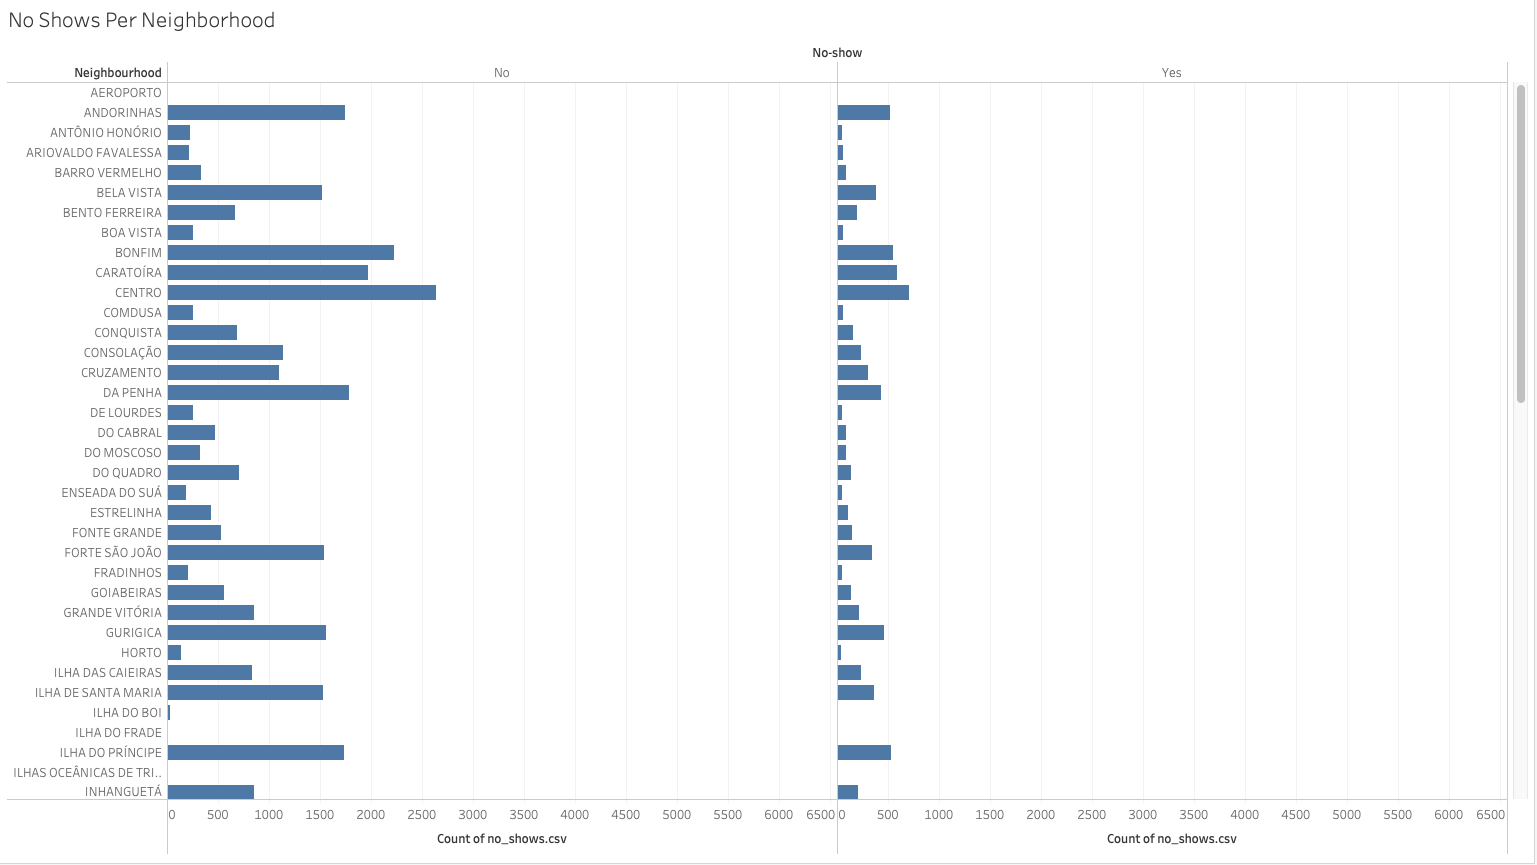 No Shows Per Neighborhood
No-show
Neighbourhood No Yes
AEROPORTO
ANDORINHAS
ANTÔNIO HONÓRIO
ARIOVALDO FAVALESSA
BARRO VERMELHO
BELA VISTA
BENTO FERREIRA
BOA VISTA
BONFIM
CARATOÍRA
CENTRO
COMDUSA
CONQUISTA
CONSOLAÇÃO
CRUZAMENTO
DA PENHA
DE LOURDES
DO CABRAL
DO MOSCOSO
DO QUADRO
ENSEADA DO SUÁ
ESTRELINHA
FONTE GRANDE
FORTE SÃO JOÃO
FRADINHOS
GOIABEIRAS
GRANDE VITÓRIA
GURIGICA
HORTO
ILHA DAS CAIEIRAS
ILHA DE SANTA MARIA
ILHA DO BOI
ILHA DO FRADE
ILHA DO PRÍNCIPE
ILHAS OCEÂNICAS DE TRI..
INHANGUETÁ
0 500 1000 1500 2000 2500 3000 3500 4000 4500 5000 5500 6000 6500 0 500 1000 1500 2000 2500 3000 3500 4000 4500 5000 5500 6000 6500
Count of no_shows.csv Count of no_shows.csv